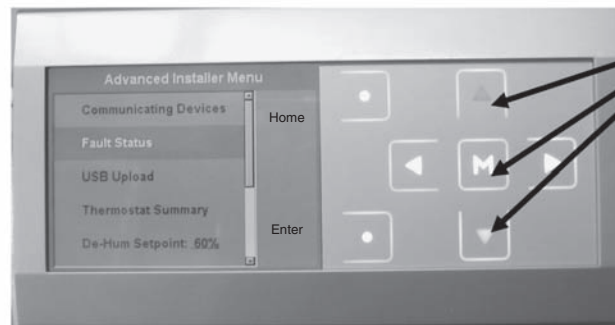 Advanced Installer Menu
Communicating Devices
Home
Fault Status
USB Upload
Thermostat Summary
Enter
De-Hum Setpoint: 60%
M